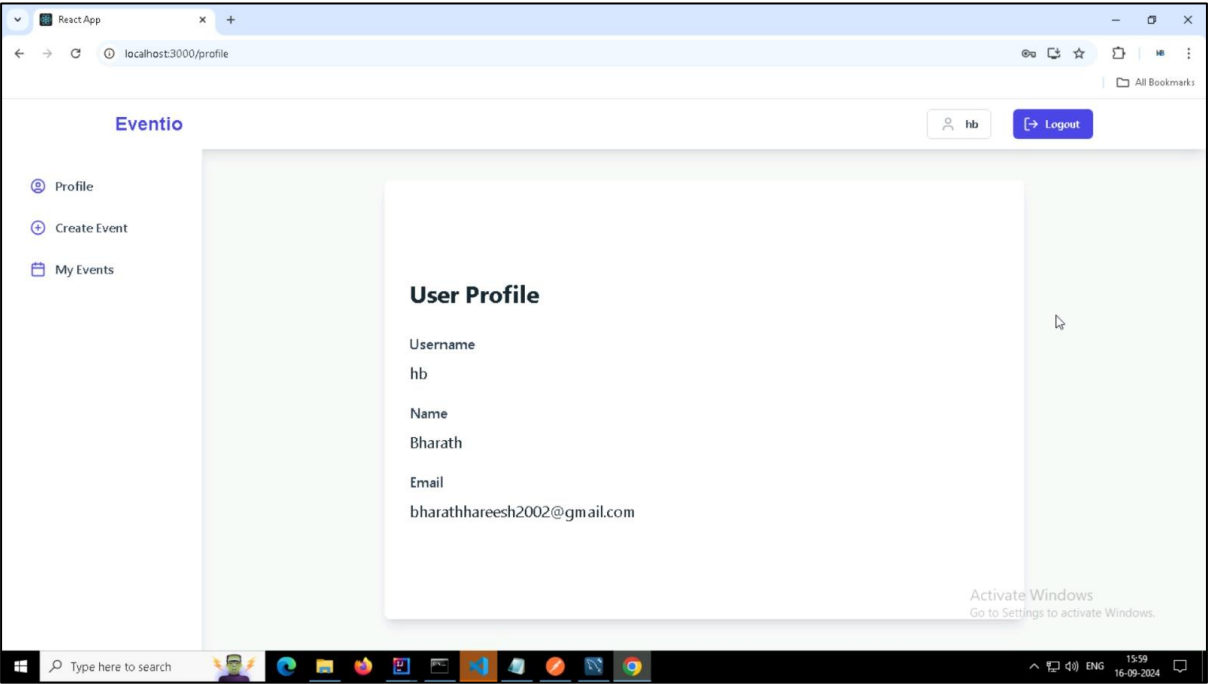 React App
localhost:3000/profile
HB
All Bookmarks
Eventio
hb
Logout
Profile
Create Event
My Events
User Profile
Username
hb
Name
Bharath
Email
bharathhareesh2002@gmail.com
Activate Windows
Go to Settings to activate Windows.
Type here to search
ENG
15:59
16-09-2024